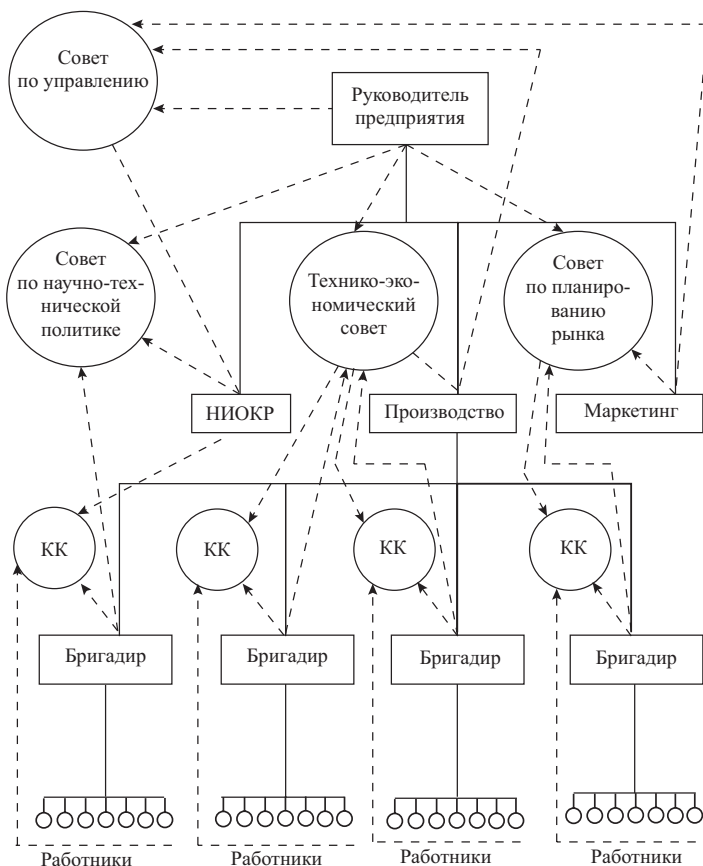 Совет
по управлению
Руководитель
предприятия
Совет
по научно-тех-
нической
политике
Технико-эко-
номический
совет
Совет
по планиро-
ванию
рынка
НИОКР
Производство
Маркетинг
КК
КК
КК
КК
Бригадир
Бригадир
Бригадир
Бригадир
Работники
Работники
Работники
Работники